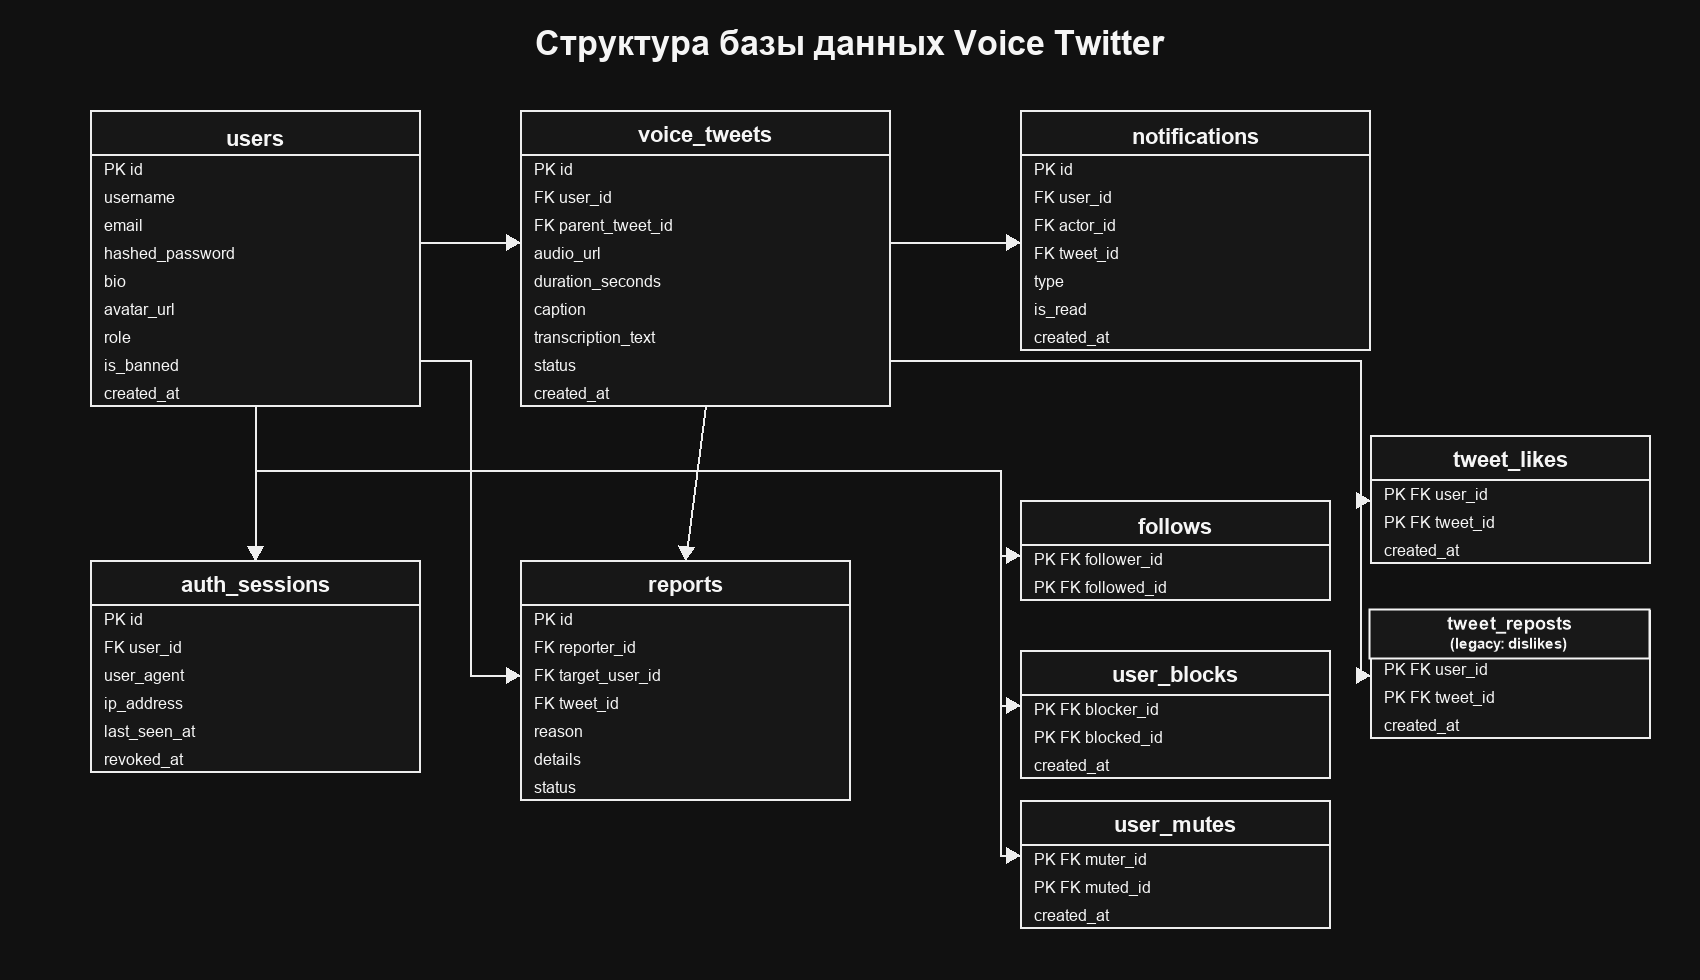 Структура базы данных Voice Twitter
users
PK id
username
email
hashed_password
bio
avatar_url
role
is_banned
created_at
voice_tweets
PK id
FK user_id
FK parent_tweet_id
audio_url
duration_seconds
caption
transcription_text
status
created_at
notifications
PK id
FK user_id
FK actor_id
FK tweet_id
type
is_read
created_at
auth_sessions
PK id
FK user_id
user_agent
ip_address
last_seen_at
revoked_at
reports
PK id
FK reporter_id
FK target_user_id
FK tweet_id
reason
details
status
follows
PK FK follower_id
PK FK followed_id
user_blocks
PK FK blocker_id
PK FK blocked_id
created_at
user_mutes
PK FK muter_id
PK FK muted_id
created_at
tweet_likes
PK FK user_id
PK FK tweet_id
created_at
tweet_reposts
(legacy: dislikes)
PK FK user_id
PK FK tweet_id
created_at